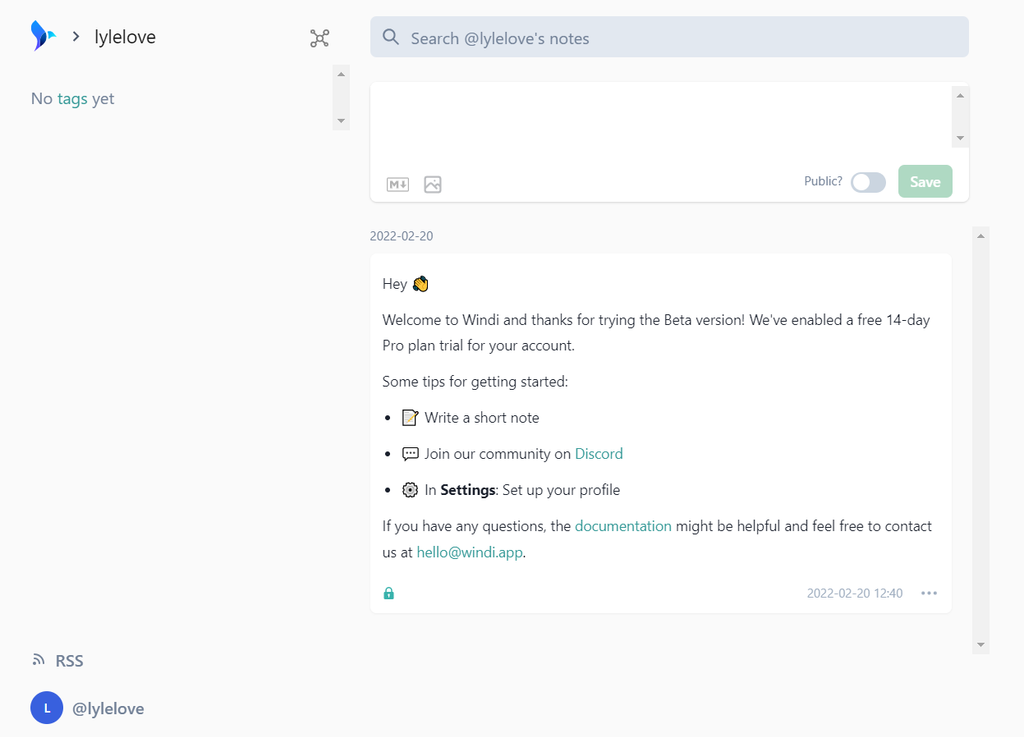 lylelove
Search @lylelove's notes
No tags yet
M
Public?
Save
2022-02-20
Hey 👋
Welcome to Windi and thanks for trying the Beta version! We've enabled a free 14-day
Pro plan trial for your account.
Some tips for getting started:
• 📝 Write a short note
• 💬 Join our community on Discord
• ⚙️ In Settings: Set up your profile
If you have any questions, the documentation might be helpful and feel free to contact
us at hello@windi.app.
2022-02-20 12:40
RSS
L @lylelove